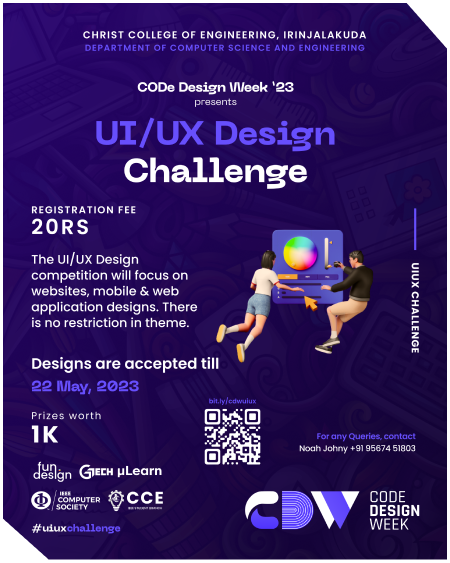 CHRIST COLLEGE OF ENGINEERING, IRINJALAKUDA
DEPARTMENT OF COMPUTER SCIENCE AND ENGINEERING
CODe Design Week '23
presents
UI/UX Design
Challenge
REGISTRATION FEE
20RS
The UI/UX Design
competition will focus on
websites, mobile & web
application designs. There
is no restriction in theme.
UIUX CHALLENGE
Designs are accepted till
22 May, 2023
Prizes worth
1K
bit.ly/cdwuiux
For any Queries, contact
Noah Johny +91 95674 51803
fun design GTECH μLearn
IEEE COMPUTER SOCIETY
CCE
CDW CODE
DESIGN
WEEK
#uiuxchallenge